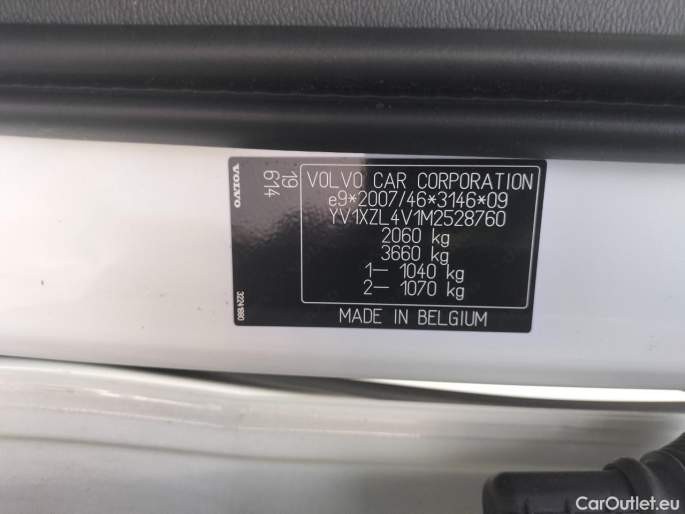 VOLVO
19
614
VOLVO CAR CORPORATION
e9*2007/46*3146*09
YV1XZL4V1M2528760
2060 kg
3660 kg
1– 1040 kg
2– 1070 kg
MADE IN BELGIUM
CarOutlet.eu